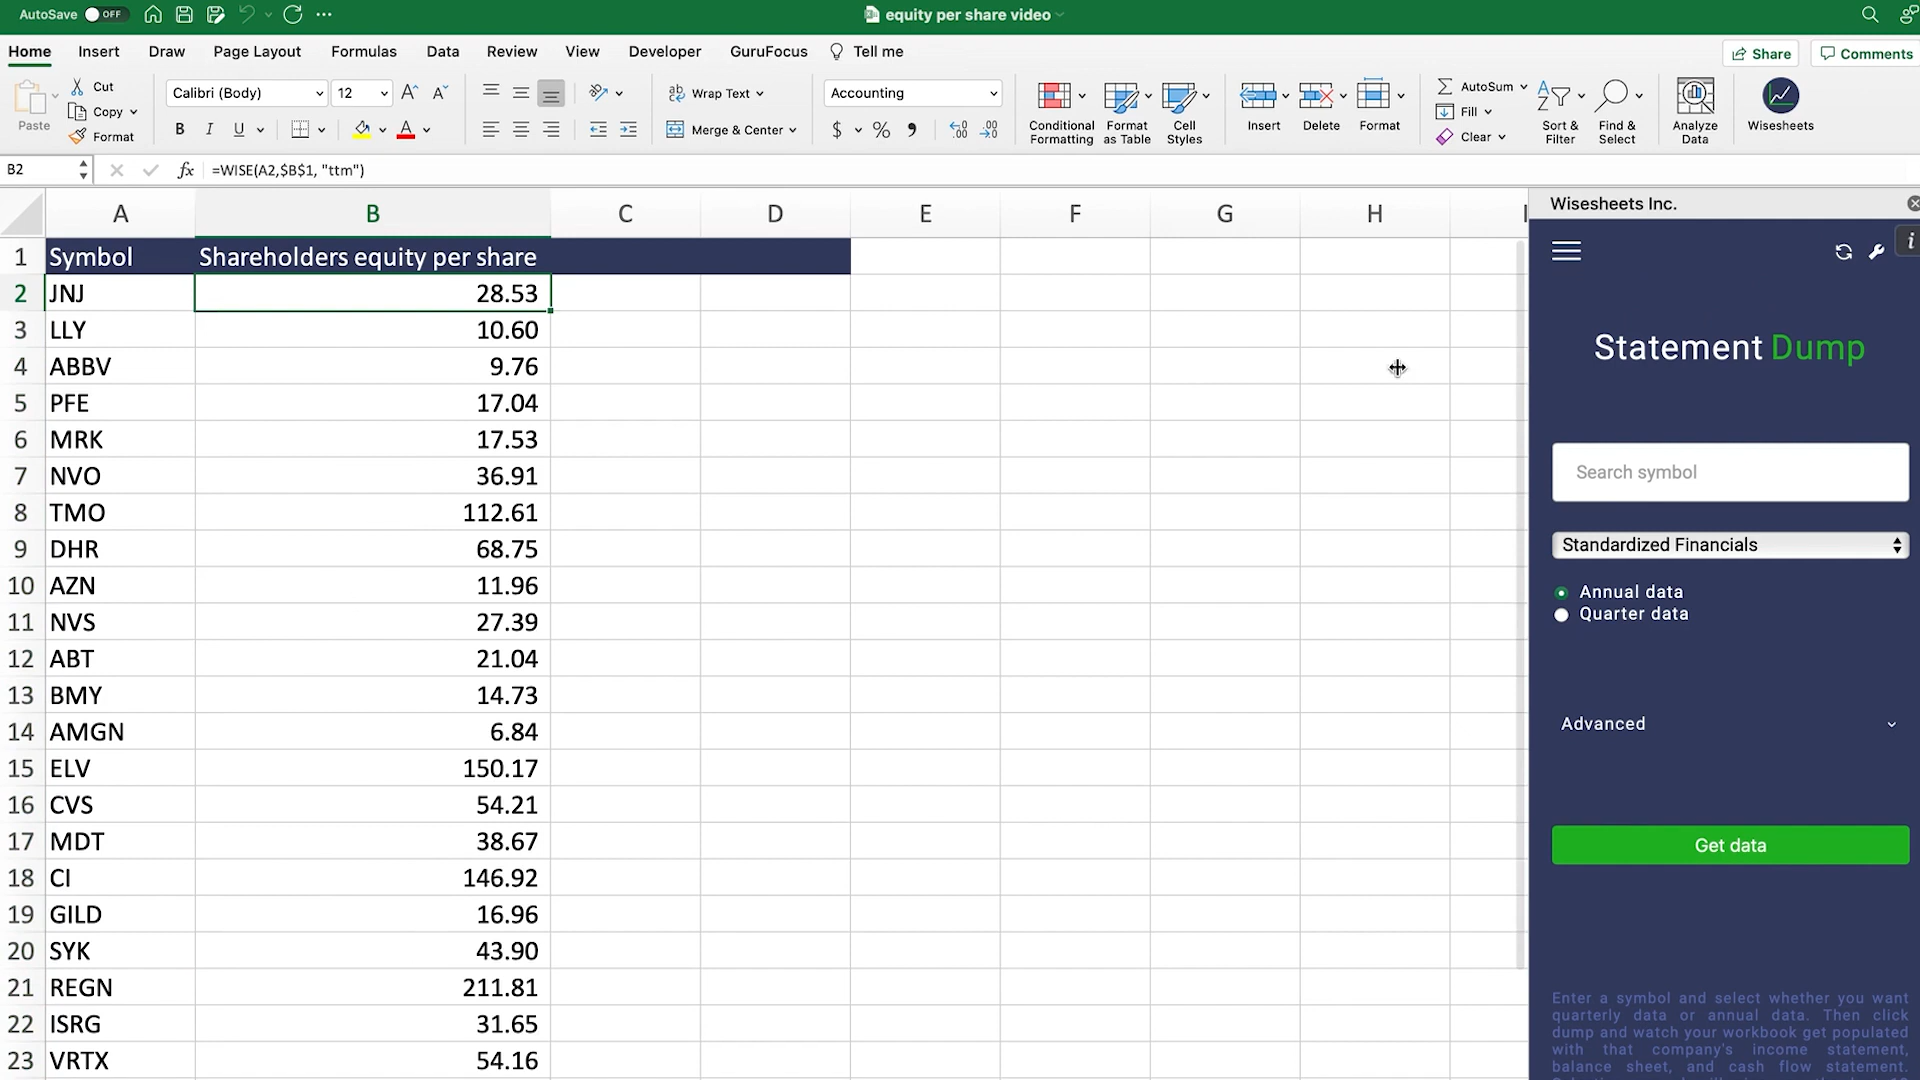 AutoSave OFF
equity per share video
Home Insert Draw Page Layout Formulas Data Review View Developer GuruFocus Tell me
Share Comments
Paste
Cut
Copy
Format
Calibri (Body) 12
B I U
Wrap Text
Merge & Center
Accounting
$ %
Conditional Formatting
Format as Table
Cell Styles
Insert Delete Format
AutoSum
Fill
Clear
Sort & Filter
Find & Select
Analyze Data
Wisesheets
B2 fx =WISE(A2,$B$1, "ttm")
A B C D E F G H I
1 Symbol Shareholders equity per share
2 JNJ 28.53
3 LLY 10.60
4 ABBV 9.76
5 PFE 17.04
6 MRK 17.53
7 NVO 36.91
8 TMO 112.61
9 DHR 68.75
10 AZN 11.96
11 NVS 27.39
12 ABT 21.04
13 BMY 14.73
14 AMGN 6.84
15 ELV 150.17
16 CVS 54.21
17 MDT 38.67
18 CI 146.92
19 GILD 16.96
20 SYK 43.90
21 REGN 211.81
22 ISRG 31.65
23 VRTX 54.16
Wisesheets Inc.
i
Statement Dump
Search symbol
Standardized Financials
Annual data
Quarter data
Advanced
Get data
Enter a symbol and select whether you want
quarterly data or annual data. Then click
dump and watch your workbook get populated
with that company's income statement,
balance sheet, and cash flow statement.